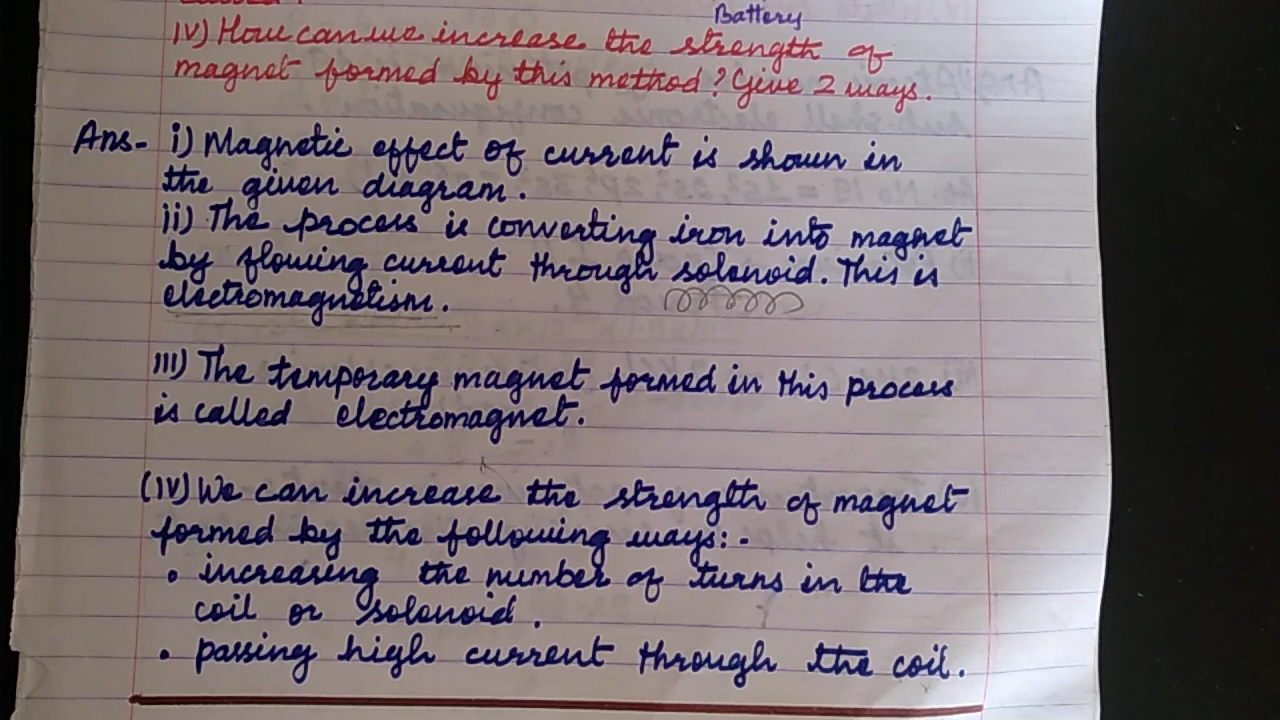 Battery
IV) How can we increase the strength of
magnet formed by this method? Give 2 ways.
Ans- i) Magnetic effect of current is shown in
the given diagram.
ii) The process is converting iron into magnet
by flowing current through solenoid. This is
electromagnetism.
III) The temporary magnet formed in this process
is called electromagnet.
(IV) We can increase the strength of magnet
formed by the following ways:-
• increasing the number of turns in the
coil or solenoid.
• passing high current through the coil.